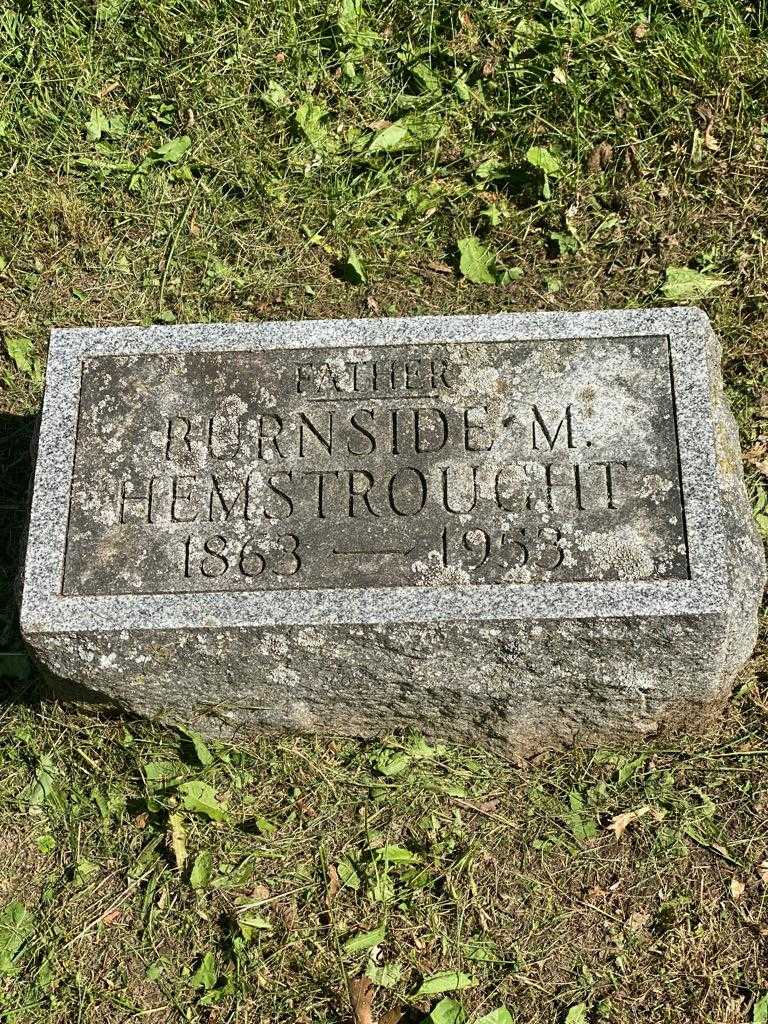 FATHER
BURNSIDE M.
HEMSTROUGHT
1863 — 1953